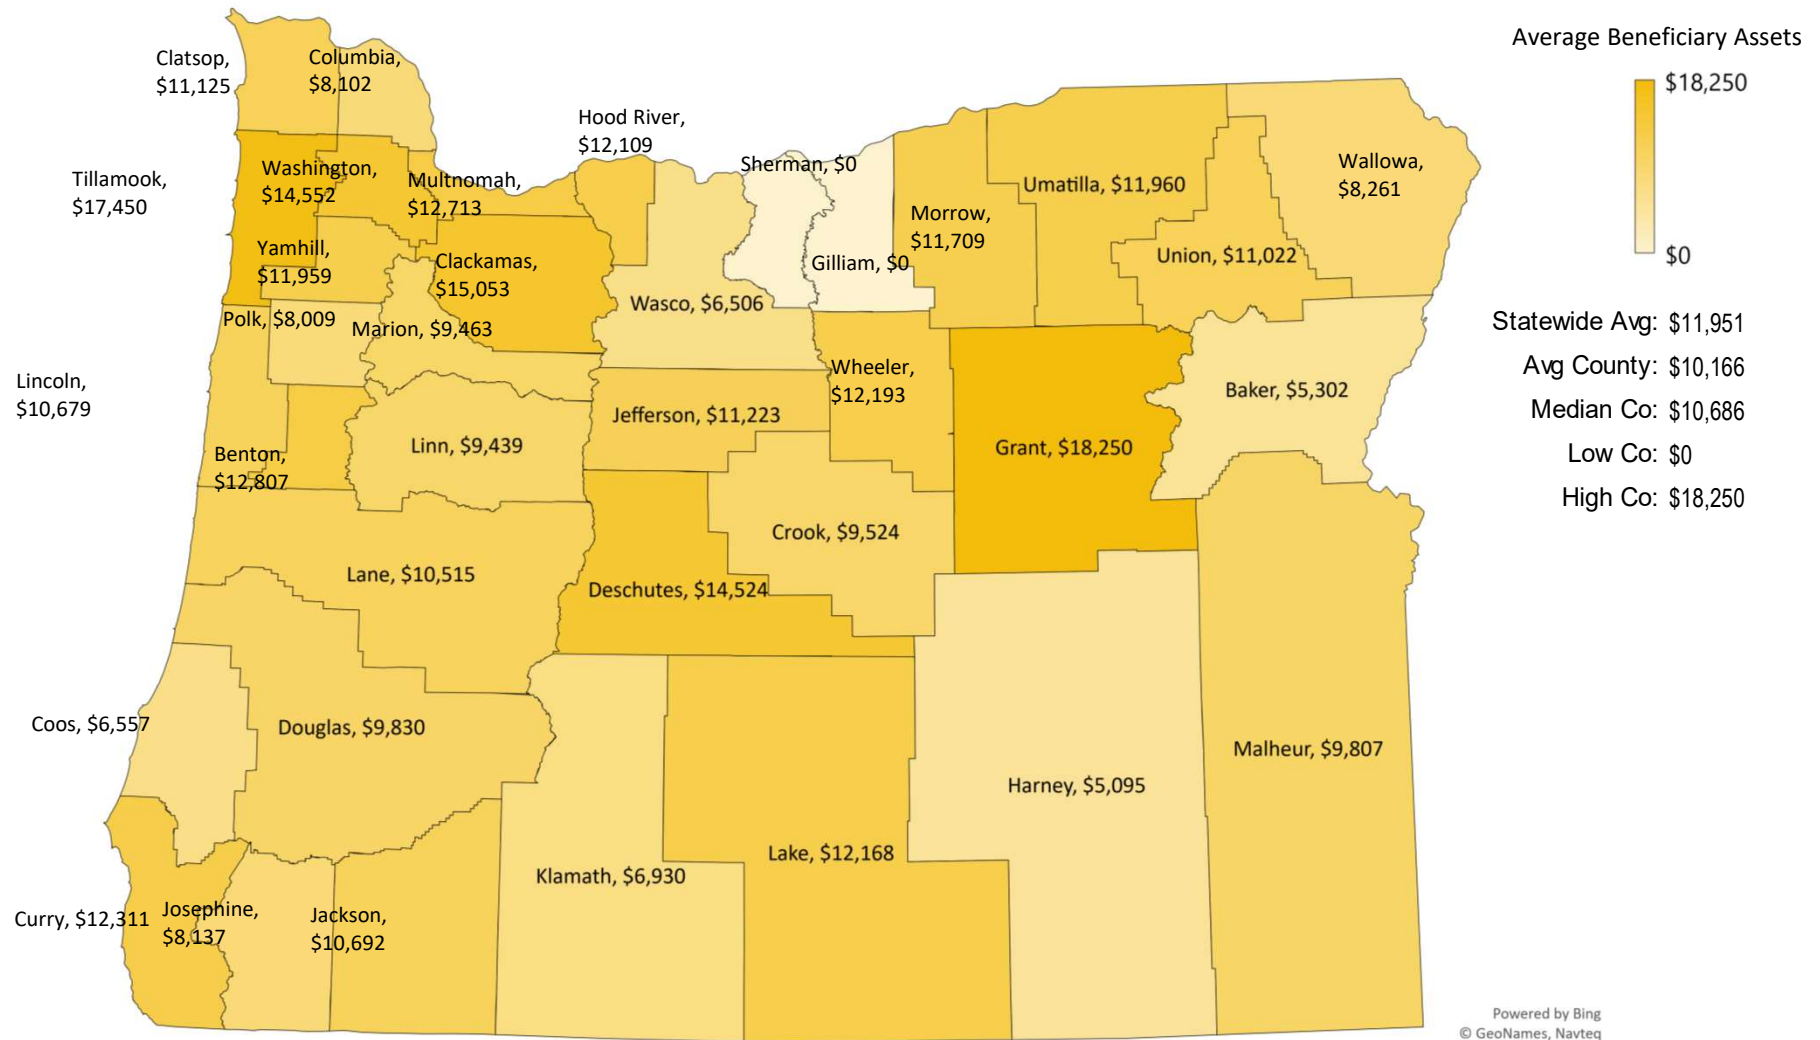 Average Beneficiary Assets
$18,250
$0
Statewide Avg: $11,951
Avg County: $10,166
Median Co: $10,686
Low Co: $0
High Co: $18,250
Clatsop,
$11,125
Columbia,
$8,102
Hood River,
$12,109
Sherman, $0
Wallowa,
$8,261
Tillamook,
$17,450
Washington,
$14,552
Multnomah,
$12,713
Umatilla, $11,960
Morrow,
$11,709
Yamhill,
$11,959
Clackamas,
$15,053
Gilliam, $0
Union, $11,022
Wasco, $6,506
Polk, $8,009
Marion, $9,463
Lincoln,
$10,679
Wheeler,
$12,193
Baker, $5,302
Jefferson, $11,223
Benton,
$12,807
Linn, $9,439
Grant, $18,250
Crook, $9,524
Lane, $10,515
Deschutes, $14,524
Coos, $6,557
Douglas, $9,830
Malheur, $9,807
Harney, $5,095
Lake, $12,168
Klamath, $6,930
Curry, $12,311
Josephine,
$8,137
Jackson,
$10,692
Powered by Bing
© GeoNames, Navteq